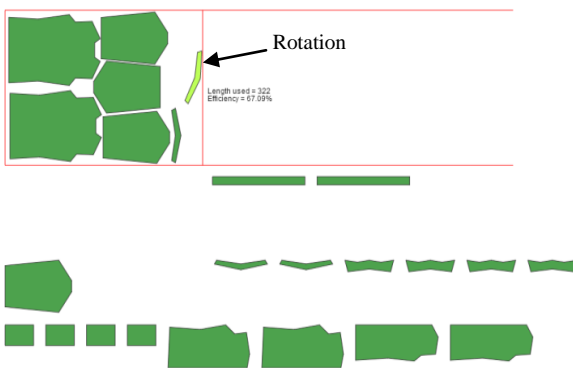 Rotation
Length used = 322
Efficiency = 67.09%